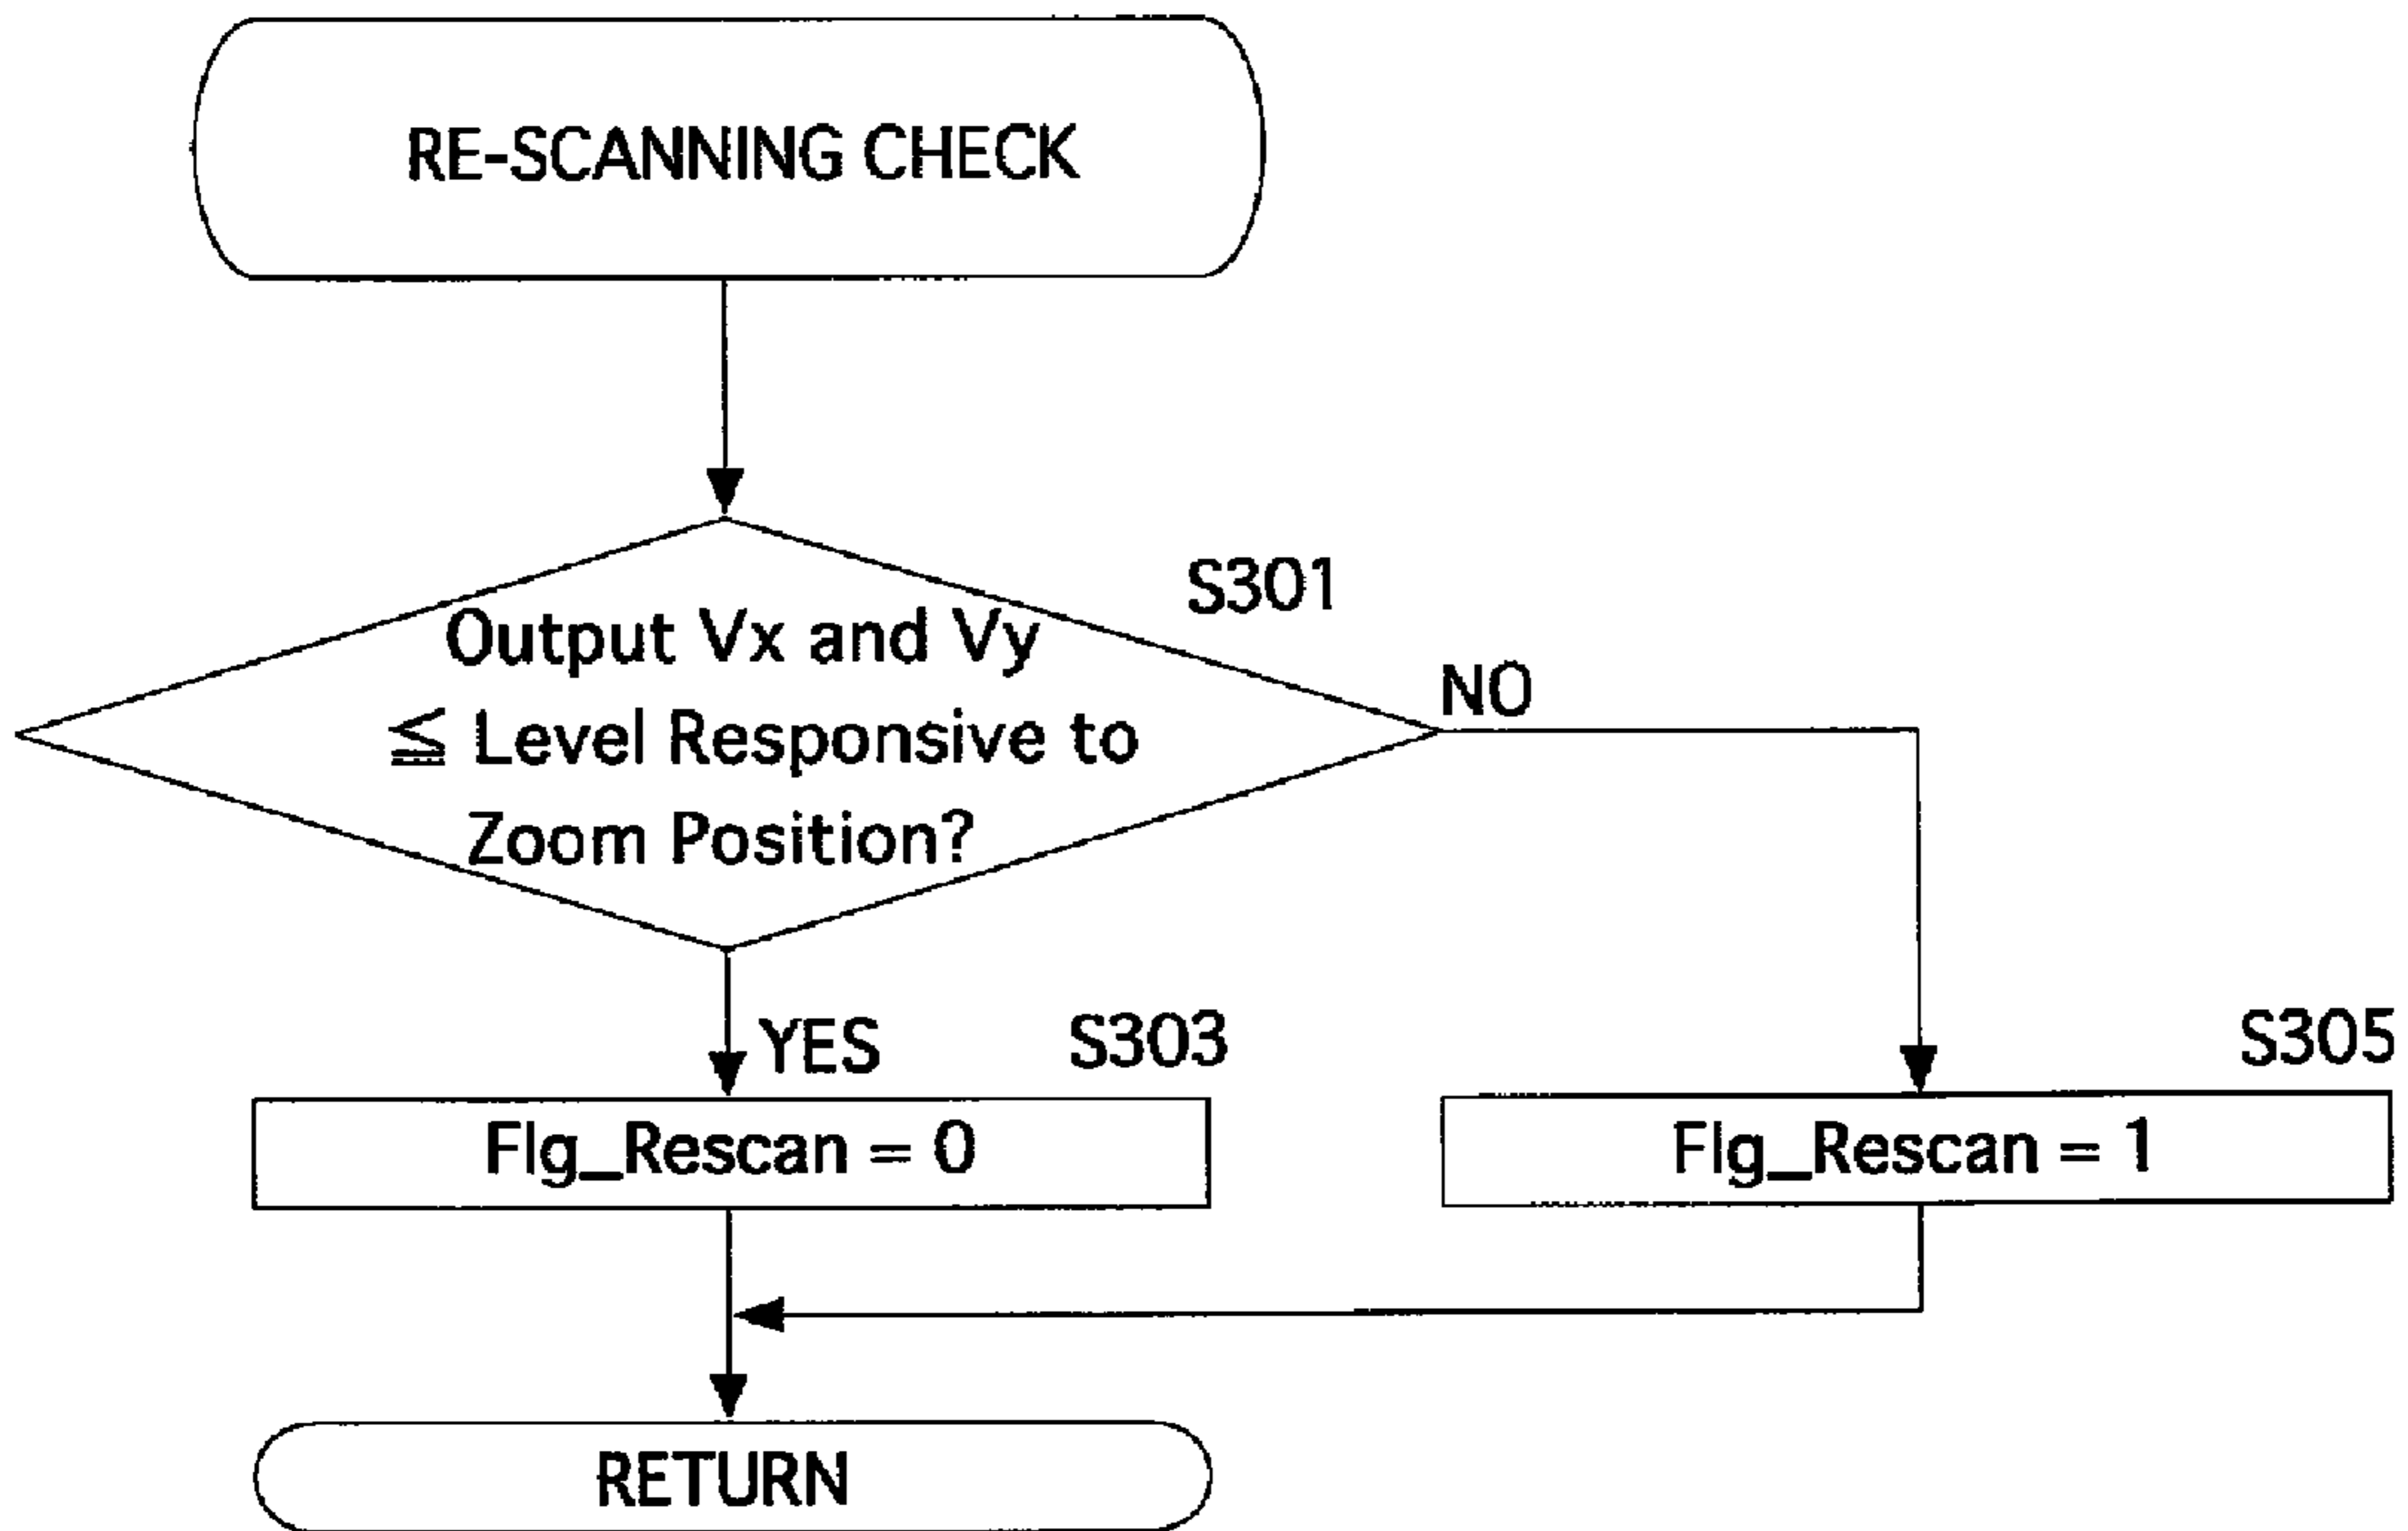 RE-SCANNING CHECK
S301
Output Vx and Vy
≦ Level Responsive to
Zoom Position?
NO
YES
S303
S305
Flg_Rescan = 0
Flg_Rescan = 1
RETURN